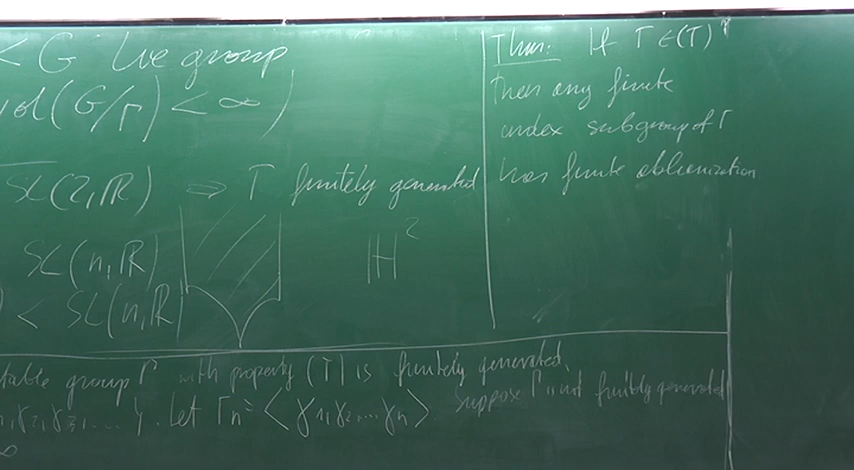 < G Lie group
vol(G/Γ) < ∞)
SL(2,ℝ) ⇒ Γ finitely generated
SL(n,ℝ)
ℍ²
< SL(n,ℝ)
Thm: If Γ∈(T)
then any finite
index subgroup of Γ
has finite abelianization
table group Γ with property (T) is finitely generated.
γ₁,γ₂,γ₃,... }. Let Γn = < γ₁,γ₂,...γn > Suppose Γ is not finitely generated
∞